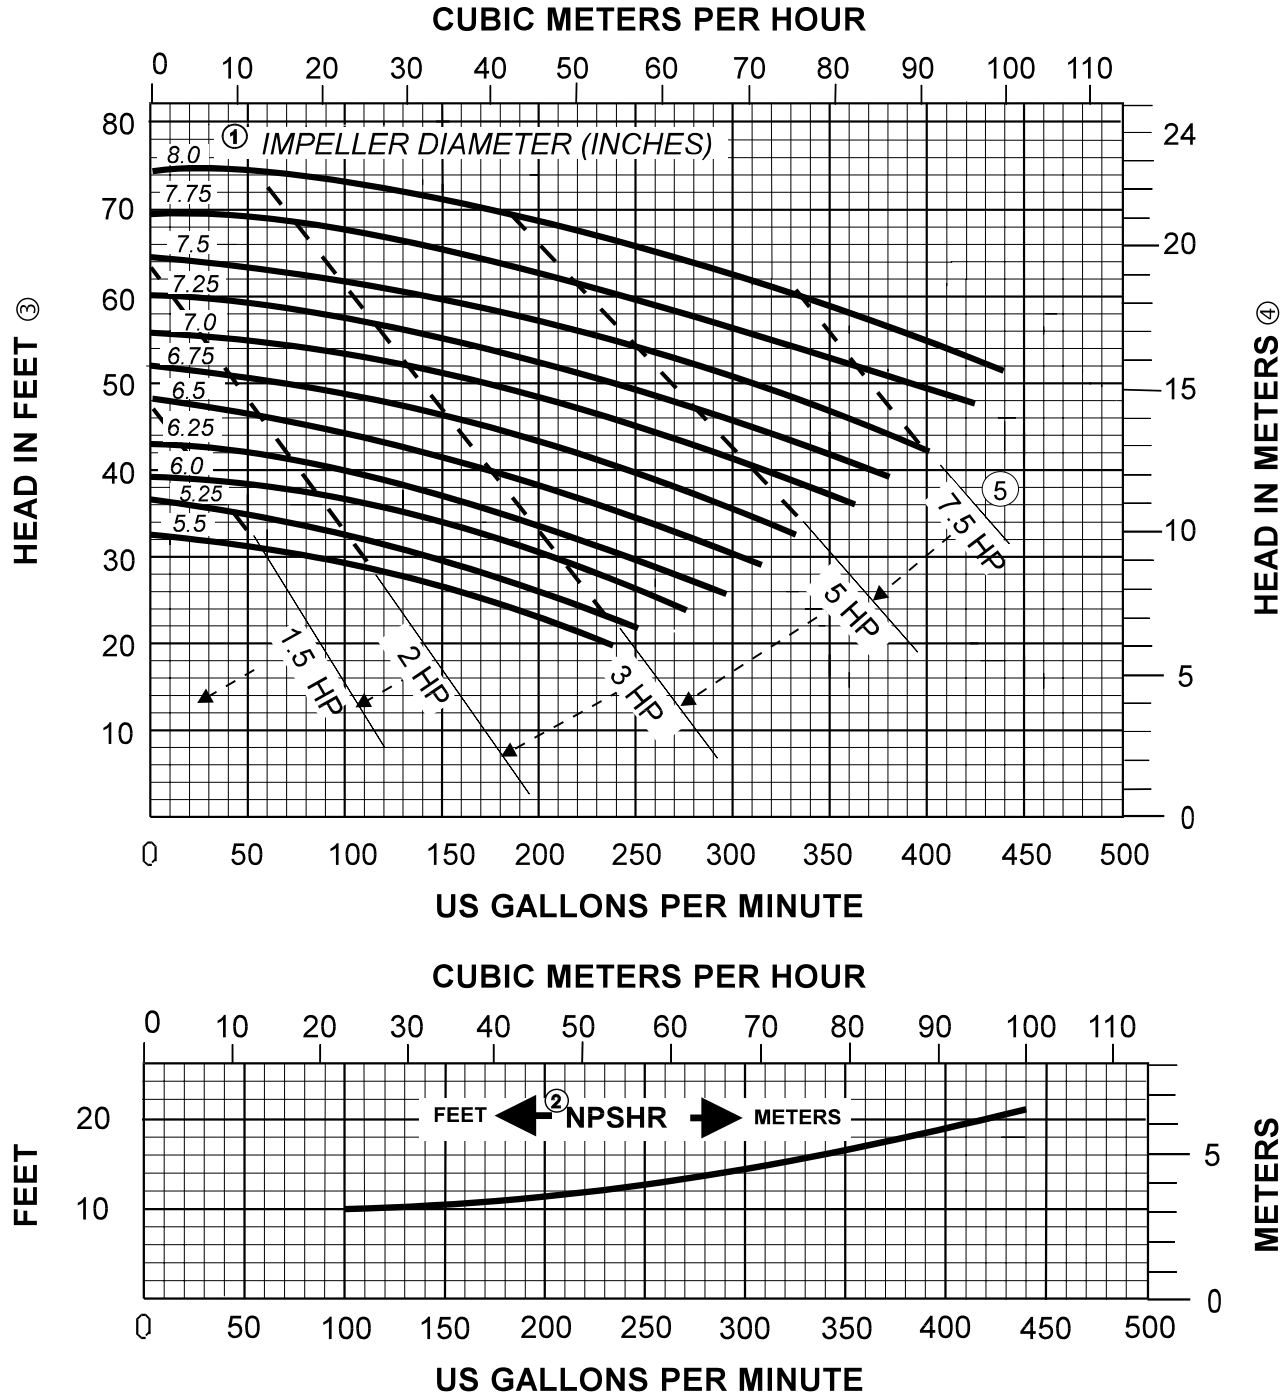 CUBIC METERS PER HOUR
0 10 20 30 40 50 60 70 80 90 100 110
① IMPELLER DIAMETER (INCHES)
8.0
7.75
7.5
7.25
7.0
6.75
6.5
6.25
6.0
5.25
5.5
HEAD IN FEET ③
80
70
60
50
40
30
20
10
HEAD IN METERS ④
24
20
15
10
5
0
⑤
7.5 HP
5 HP
3 HP
2 HP
1.5 HP
0 50 100 150 200 250 300 350 400 450 500
US GALLONS PER MINUTE
CUBIC METERS PER HOUR
0 10 20 30 40 50 60 70 80 90 100 110
FEET
20
10
FEET ② NPSHR METERS
METERS
5
0
0 50 100 150 200 250 300 350 400 450 500
US GALLONS PER MINUTE